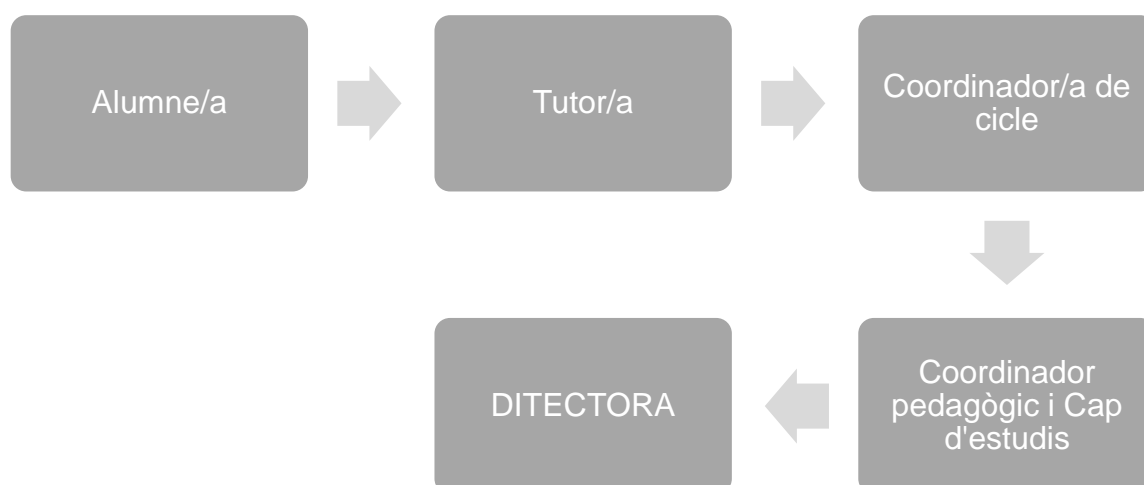 Alumne/a
Tutor/a
Coordinador/a de
cicle
Coordinador
pedagògic i Cap
d'estudis
DITECTORA